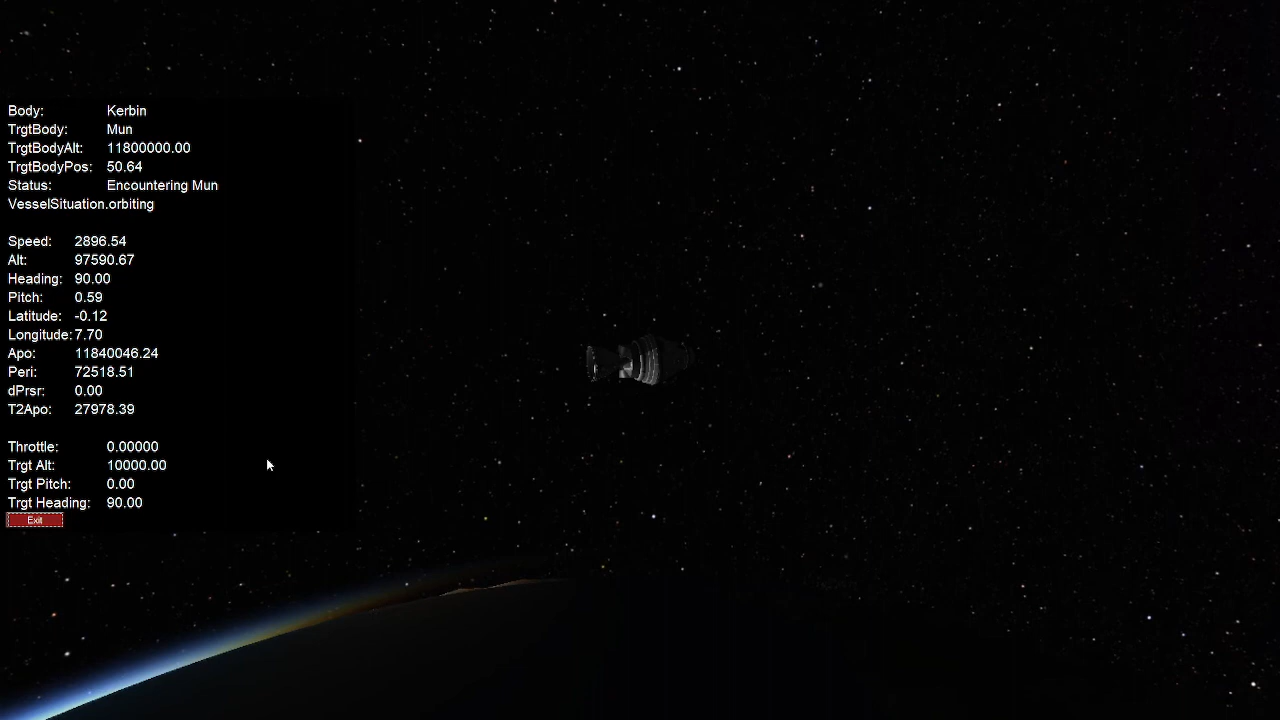 Body: Kerbin
TrgtBody: Mun
TrgtBodyAlt: 11800000.00
TrgtBodyPos: 50.64
Status: Encountering Mun
VesselSituation.orbiting
Speed: 2896.54
Alt: 97590.67
Heading: 90.00
Pitch: 0.59
Latitude: -0.12
Longitude: 7.70
Apo: 11840046.24
Peri: 72518.51
dPrsr: 0.00
T2Apo: 27978.39
Throttle: 0.00000
Trgt Alt: 10000.00
Trgt Pitch: 0.00
Trgt Heading: 90.00
Exit